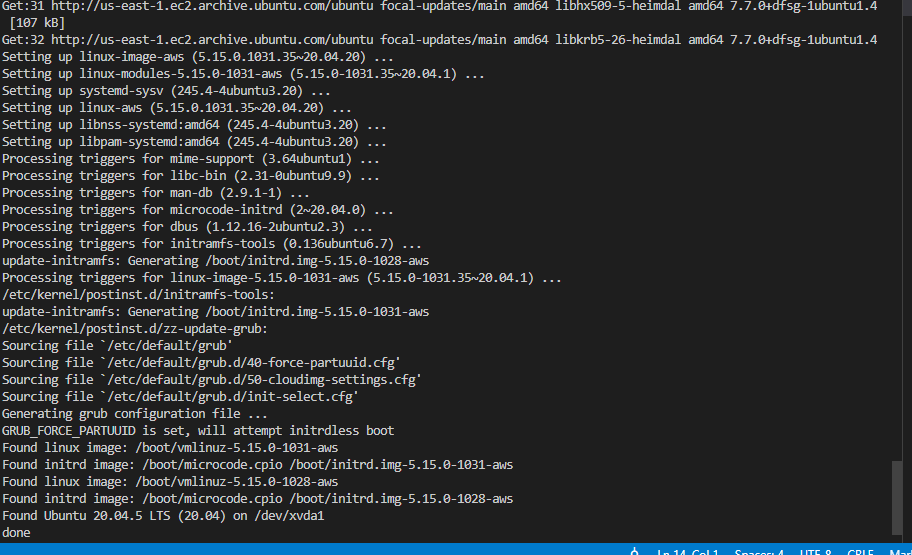 Get:31 http://us-east-1.ec2.archive.ubuntu.com/ubuntu focal-updates/main amd64 libhx509-5-heimdal amd64 7.7.0+dfsg-1ubuntu1.4
[107 kB]
Get:32 http://us-east-1.ec2.archive.ubuntu.com/ubuntu focal-updates/main amd64 libkrb5-26-heimdal amd64 7.7.0+dfsg-1ubuntu1.4
Setting up linux-image-aws (5.15.0.1031.35~20.04.20) ...
Setting up linux-modules-5.15.0-1031-aws (5.15.0-1031.35~20.04.1) ...
Setting up systemd-sysv (245.4-4ubuntu3.20) ...
Setting up linux-aws (5.15.0.1031.35~20.04.20) ...
Setting up libnss-systemd:amd64 (245.4-4ubuntu3.20) ...
Setting up libpam-systemd:amd64 (245.4-4ubuntu3.20) ...
Processing triggers for mime-support (3.64ubuntu1) ...
Processing triggers for libc-bin (2.31-0ubuntu9.9) ...
Processing triggers for man-db (2.9.1-1) ...
Processing triggers for microcode-initrd (2~20.04.0) ...
Processing triggers for dbus (1.12.16-2ubuntu2.3) ...
Processing triggers for initramfs-tools (0.136ubuntu6.7) ...
update-initramfs: Generating /boot/initrd.img-5.15.0-1028-aws
Processing triggers for linux-image-5.15.0-1031-aws (5.15.0-1031.35~20.04.1) ...
/etc/kernel/postinst.d/initramfs-tools:
update-initramfs: Generating /boot/initrd.img-5.15.0-1031-aws
/etc/kernel/postinst.d/zz-update-grub:
Sourcing file `/etc/default/grub'
Sourcing file `/etc/default/grub.d/40-force-partuuid.cfg'
Sourcing file `/etc/default/grub.d/50-cloudimg-settings.cfg'
Sourcing file `/etc/default/grub.d/init-select.cfg'
Generating grub configuration file ...
GRUB_FORCE_PARTUUID is set, will attempt initrdless boot
Found linux image: /boot/vmlinuz-5.15.0-1031-aws
Found initrd image: /boot/microcode.cpio /boot/initrd.img-5.15.0-1031-aws
Found linux image: /boot/vmlinuz-5.15.0-1028-aws
Found initrd image: /boot/microcode.cpio /boot/initrd.img-5.15.0-1028-aws
Found Ubuntu 20.04.5 LTS (20.04) on /dev/xvda1
done
Ln 14, Col 1 Spaces: 4 UTF-8 CRLF Mar